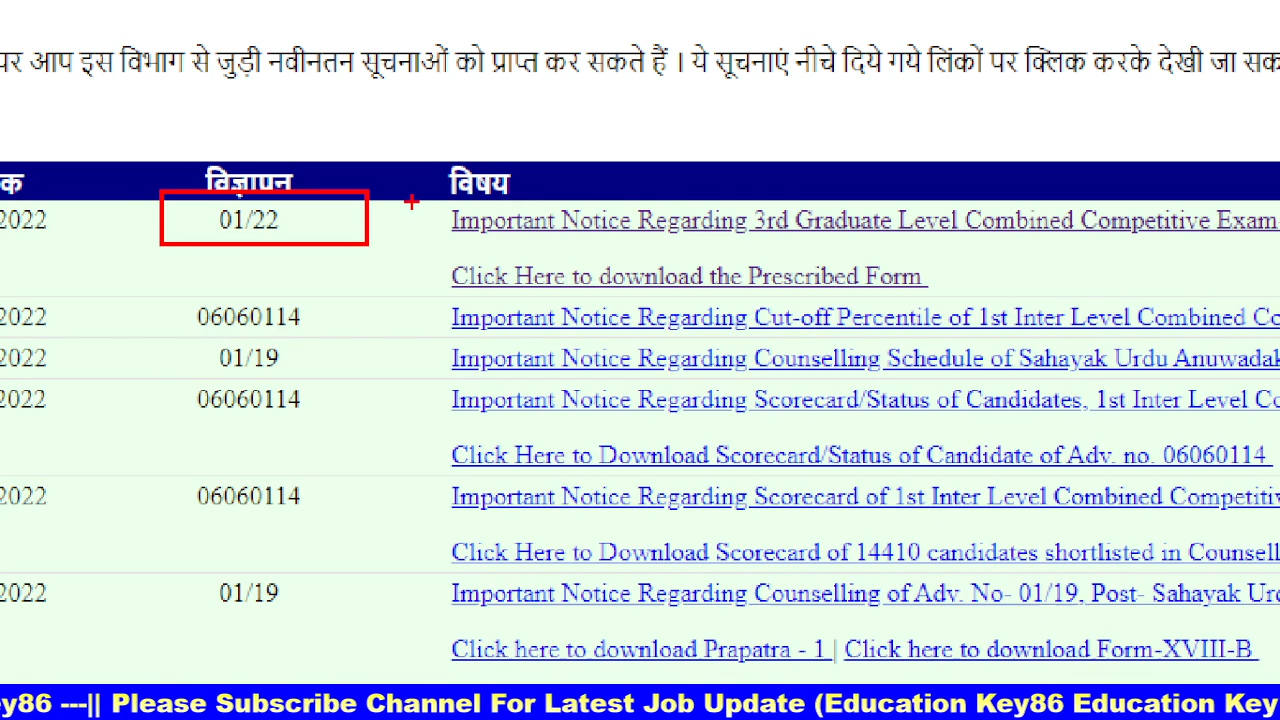 पर आप इस विभाग से जुड़ी नवीनतन सूचनाओं को प्राप्त कर सकते हैं । ये सूचनाएं नीचे दिये गये लिंकों पर क्लिक करके देखी जा सक
क विज्ञापन विषय
2022 01/22 Important Notice Regarding 3rd Graduate Level Combined Competitive Exam
Click Here to download the Prescribed Form
2022 06060114 Important Notice Regarding Cut-off Percentile of 1st Inter Level Combined Co
2022 01/19 Important Notice Regarding Counselling Schedule of Sahayak Urdu Anuwadak
2022 06060114 Important Notice Regarding Scorecard/Status of Candidates, 1st Inter Level Co
Click Here to Download Scorecard/Status of Candidate of Adv. no. 06060114
2022 06060114 Important Notice Regarding Scorecard of 1st Inter Level Combined Competitiv
Click Here to Download Scorecard of 14410 candidates shortlisted in Counsell
2022 01/19 Important Notice Regarding Counselling of Adv. No- 01/19, Post- Sahayak Urd
Click here to download Prapatra - 1 | Click here to download Form-XVIII-B
ey86 ---|| Please Subscribe Channel For Latest Job Update (Education Key86 Education Key